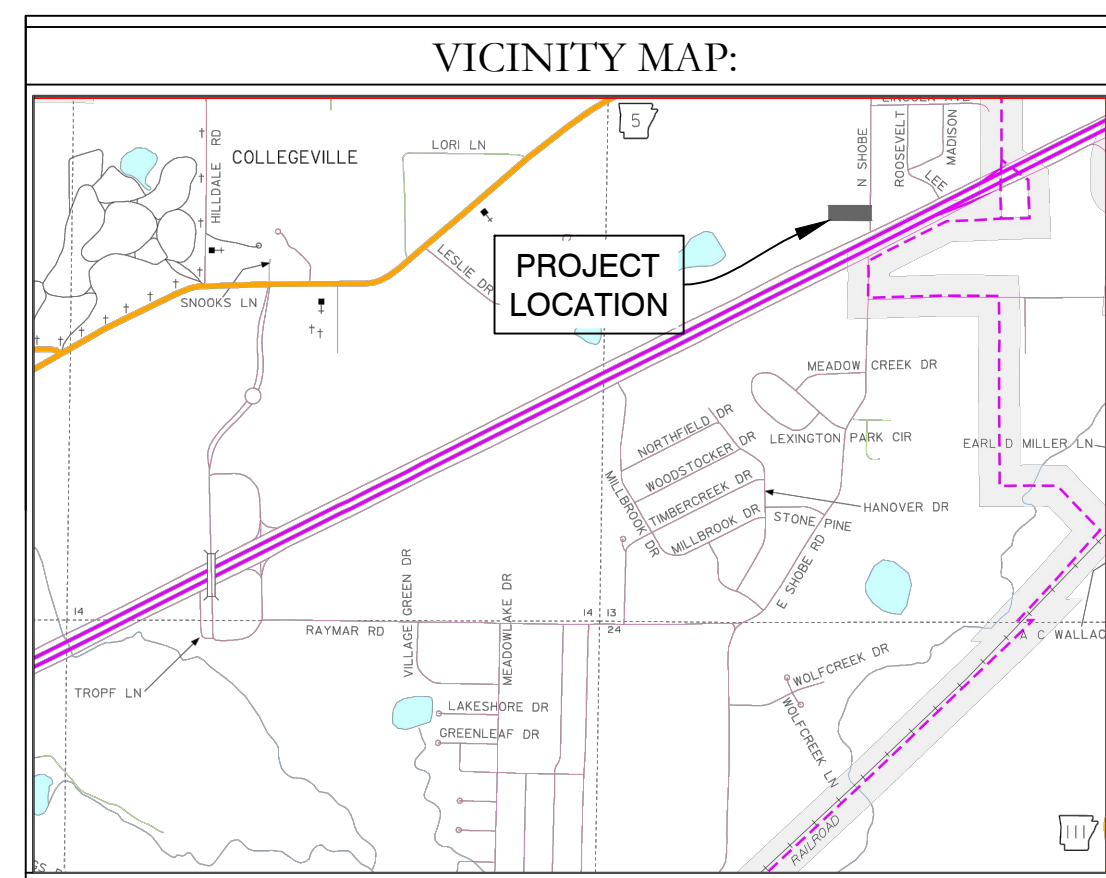 VICINITY MAP:
5
HILLDALE RD
COLLEGEVILLE
LORI LN
N SHOBE
ROOSEVELT
MADISON
LEE
LESLIE DR
PROJECT
LOCATION
SNOOKS LN
MEADOW CREEK DR
NORTHFIELD DR
LEXINGTON PARK CIR
WOODSTOCKER DR
EARL D MILLER LN
MILLBROOK DR
TIMBERCREEK DR
HANOVER DR
MILLBROOK DR
STONE PINE
E SHOBE RD
VILLAGE GREEN DR
MEADOWLAKE DR
14
14
13
24
RAYMAR RD
A C WALLAC
TROPF LN
WOLFCREEK DR
LAKESHORE DR
WOLFCREEK LN
GREENLEAF DR
RAILROAD
111